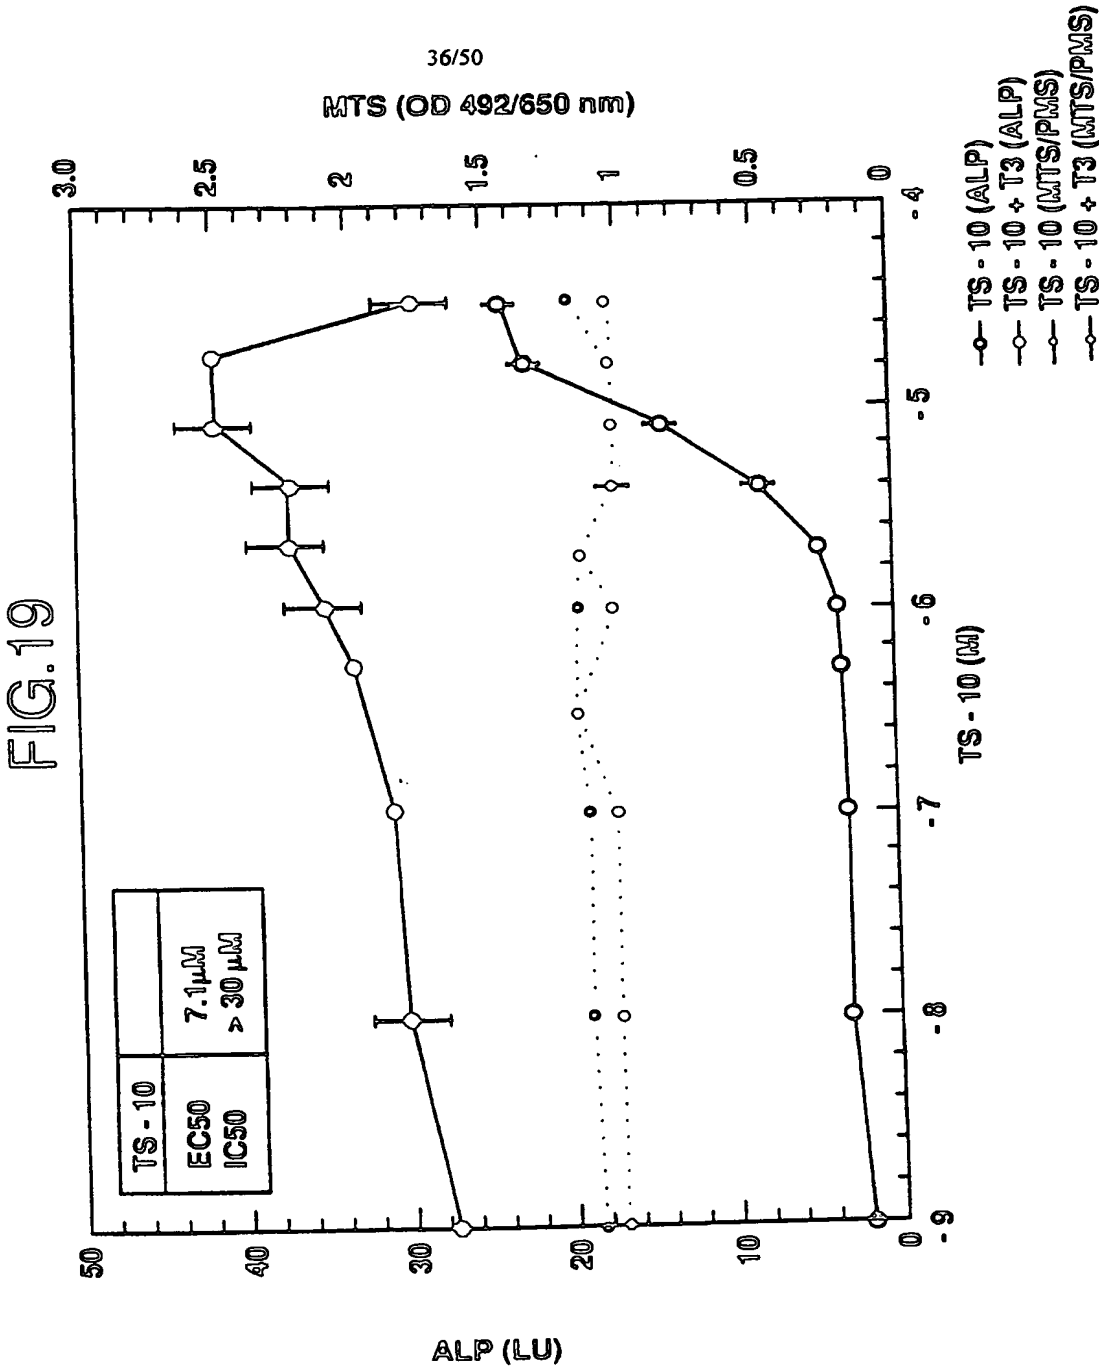 36/50
FIG.19
TS - 10
EC50 7.1µM
IC50 > 30 µM
ALP (LU)
50
40
30
20
10
0
MTS (OD 492/650 nm)
3.0
2.5
2
1.5
1
0.5
0
-9
-8
-7
-6
-5
-4
TS - 10 (M)
TS - 10 (ALP)
TS - 10 + T3 (ALP)
TS - 10 (MTS/PMS)
TS - 10 + T3 (MTS/PMS)